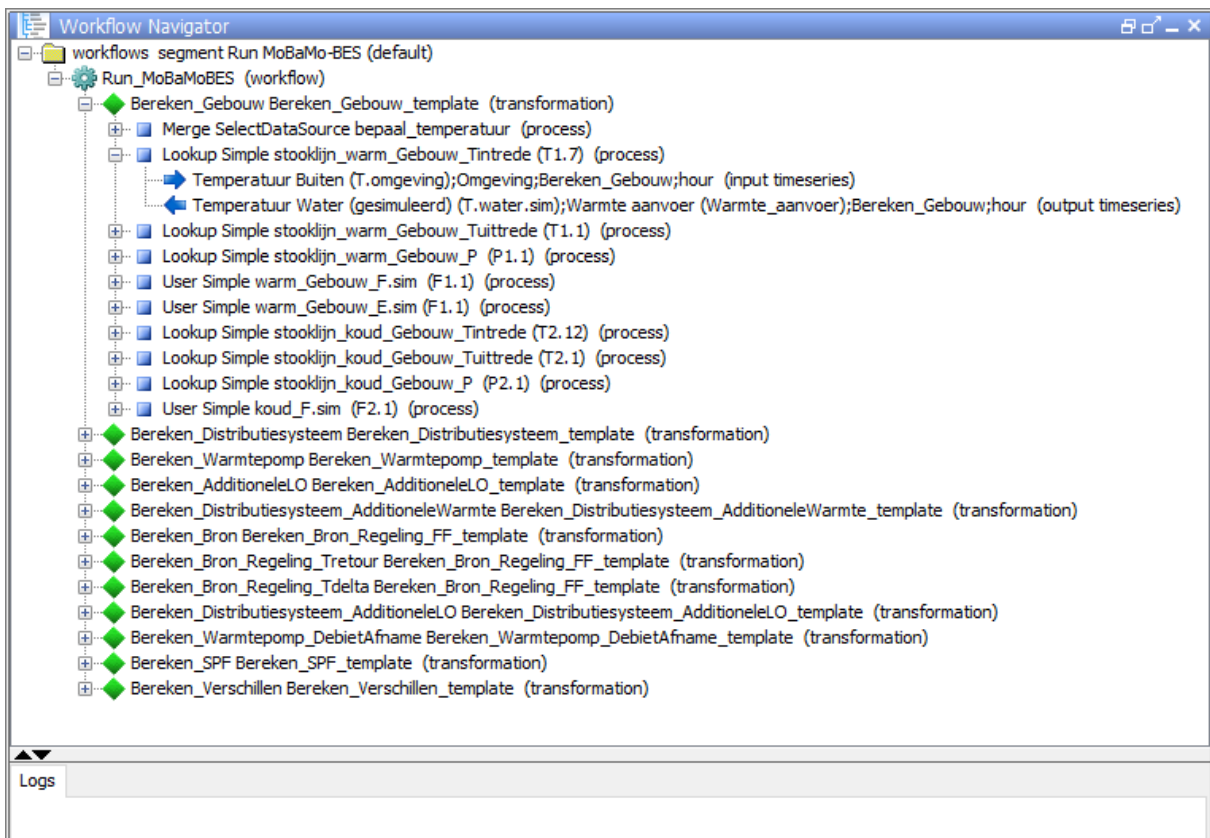 Workflow Navigator
workflows segment Run MoBaMo-BES (default)
Run_MoBaMoBES (workflow)
Bereken_Gebouw Bereken_Gebouw_template (transformation)
Merge SelectDataSource bepaal_temperatuur (process)
Lookup Simple stooklijn_warm_Gebouw_Tintrede (T1.7) (process)
Temperatuur Buiten (T.omgeving);Omgeving;Bereken_Gebouw;hour (input timeseries)
Temperatuur Water (gesimuleerd) (T.water.sim);Warmte aanvoer (Warmte_aanvoer);Bereken_Gebouw;hour (output timeseries)
Lookup Simple stooklijn_warm_Gebouw_Tuittrede (T1.1) (process)
Lookup Simple stooklijn_warm_Gebouw_P (P1.1) (process)
User Simple warm_Gebouw_F.sim (F1.1) (process)
User Simple warm_Gebouw_E.sim (F1.1) (process)
Lookup Simple stooklijn_koud_Gebouw_Tintrede (T2.12) (process)
Lookup Simple stooklijn_koud_Gebouw_Tuittrede (T2.1) (process)
Lookup Simple stooklijn_koud_Gebouw_P (P2.1) (process)
User Simple koud_F.sim (F2.1) (process)
Bereken_Distributiesysteem Bereken_Distributiesysteem_template (transformation)
Bereken_Warmtepomp Bereken_Warmtepomp_template (transformation)
Bereken_AdditioneleLO Bereken_AdditioneleLO_template (transformation)
Bereken_Distributiesysteem_AdditioneleWarmte Bereken_Distributiesysteem_AdditioneleWarmte_template (transformation)
Bereken_Bron Bereken_Bron_Regeling_FF_template (transformation)
Bereken_Bron_Regeling_Tretour Bereken_Bron_Regeling_FF_template (transformation)
Bereken_Bron_Regeling_Tdelta Bereken_Bron_Regeling_FF_template (transformation)
Bereken_Distributiesysteem_AdditioneleLO Bereken_Distributiesysteem_AdditioneleLO_template (transformation)
Bereken_Warmtepomp_DebietAfname Bereken_Warmtepomp_DebietAfname_template (transformation)
Bereken_SPF Bereken_SPF_template (transformation)
Bereken_Verschillen Bereken_Verschillen_template (transformation)
Logs